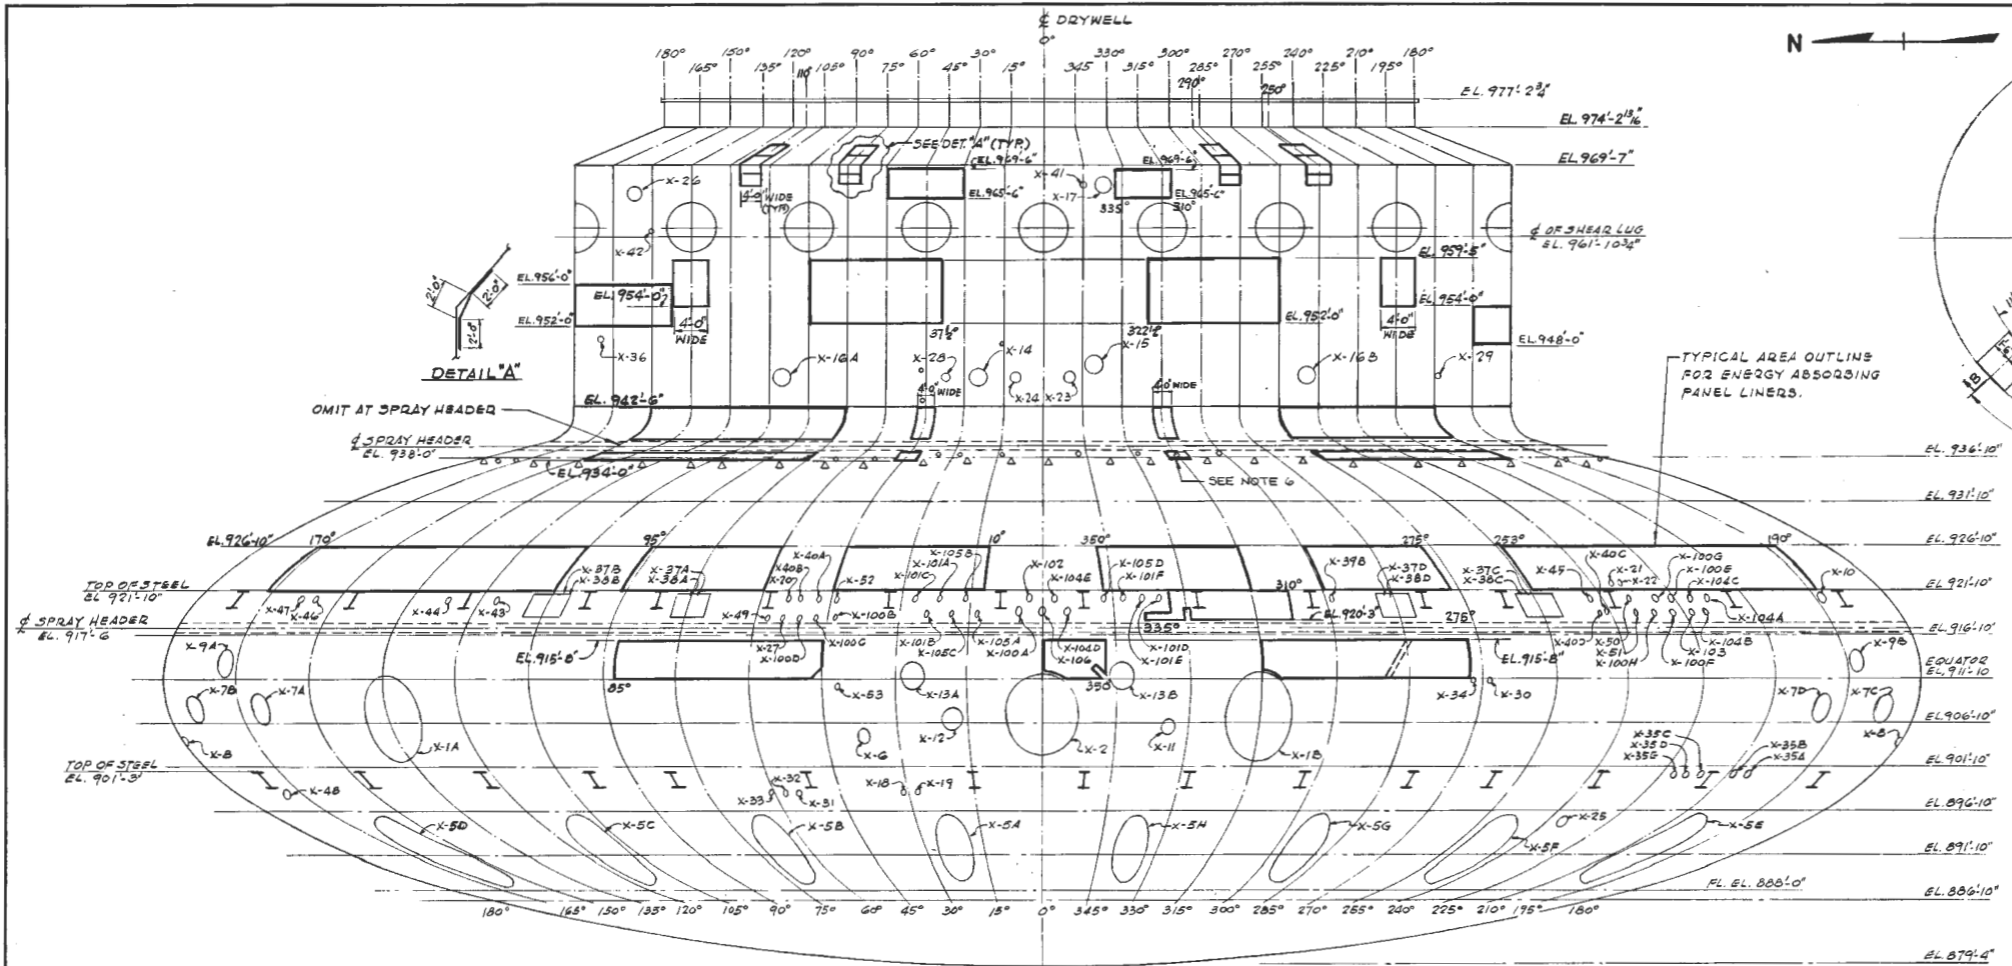 ℄ DRYWELL
0°
N
180° 150° 120° 90° 60° 30° 330° 300° 270° 240° 210° 180°
165° 135° 110° 105° 75° 45° 15° 345 315° 285° 255° 225° 195°
290° 250°
EL. 977'-2¾"
EL. 974'-2 13/16"
SEE DET. "A" (TYP.)
EL. 969'-6"
EL. 969'-6"
EL. 969'-7"
X-26
X-41
X-17
EL. 965'-6"
EL. 965'-6"
4'-0" WIDE
(TYP.)
335°
310°
X-42
℄ OF SHEAR LUG
EL. 961'-10¾"
EL. 959'-5"
EL. 956'-0"
EL. 954'-0"
EL. 954'-0"
EL. 952'-0"
EL. 952'-0"
4'-0"
WIDE
37½°
322½°
4'-0"
WIDE
EL. 948'-0"
2'-0"
2'-0"
2'-0"
DETAIL "A"
X-36
X-16A
X-28
X-14
X-15
X-16B
X-29
X-24
X-23
4'-0" WIDE
4'-0" WIDE
TYPICAL AREA OUTLINE
FOR ENERGY ABSORBING
PANEL LINERS.
EL. 942'-6"
OMIT AT SPRAY HEADER
℄ SPRAY HEADER
EL. 938'-0"
EL. 936'-10"
EL. 934'-0"
SEE NOTE 6
EL. 931'-10"
EL. 926'-10"
170°
95°
10°
350°
275°
253°
190°
EL. 926'-10"
X-37B
X-38B
X-37A
X-38A
X-40A
X-40B
X-20
X-52
X-105B
X-101A
X-101C
X-102
X-104E
X-105D
X-101F
X-39B
X-37D
X-38D
X-37C
X-38C
X-45
X-40C
X-21
X-22
X-100G
X-100E
X-104C
X-10
TOP OF STEEL
EL 921'-10"
EL. 921'-10"
310°
X-47
X-46
X-44
X-43
X-49
X-100B
EL. 920'-3"
275°
X-104A
℄ SPRAY HEADER
EL. 917'-6
335°
EL. 916'-10"
X-27
X-100D
X-100C
X-101B
X-105C
X-105A
X-100A
X-104D
X-106
X-101D
X-101E
X-40D
X-50
X-51
X-100H
X-104B
X-103
X-100F
X-9A
EL. 915'-8"
EL. 915'-8"
X-9B
EQUATOR
EL. 911'-10
85°
350°
X-53
X-13A
X-13B
X-34
X-30
X-7B
X-7A
X-7D
X-7C
EL. 906'-10"
X-8
X-1A
X-6
X-12
X-2
X-11
X-1B
X-8
X-35C
X-35D
X-35E
X-35B
X-35A
TOP OF STEEL
EL. 901'-3"
EL. 901'-10"
X-48
X-32
X-33
X-31
X-18
X-19
EL. 896'-10"
X-5D
X-5C
X-5B
X-5A
X-5H
X-5G
X-5F
X-25
X-5E
EL. 891'-10"
FL. EL. 888'-0"
EL. 886'-10"
180° 165° 150° 135° 120° 105° 90° 75° 60° 45° 30° 15° 0° 345° 330° 315° 300° 285° 270° 255° 240° 225° 210° 195° 180°
EL. 879'-4"